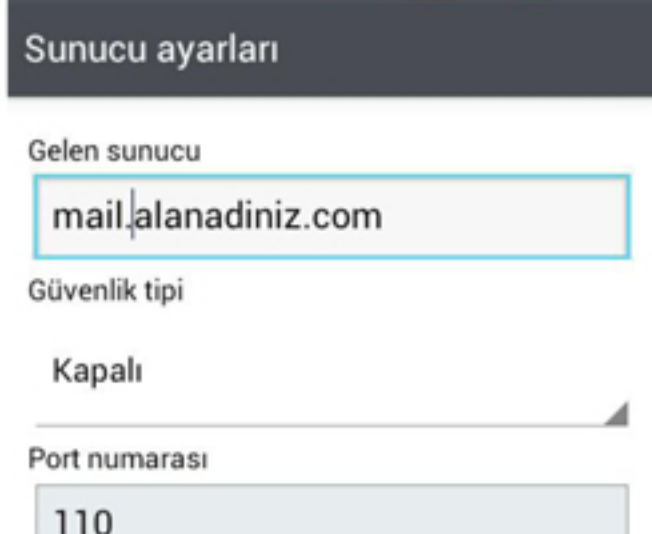 Sunucu ayarları
Gelen sunucu
mail.alanadiniz.com
Güvenlik tipi
Kapalı
Port numarası
110